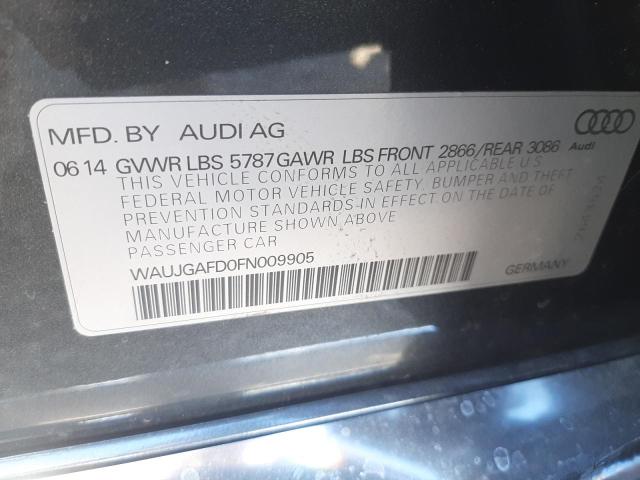 MFD. BY AUDI AG
06 14 GVWR LBS 5787 GAWR LBS FRONT 2866/REAR 3086
Audi
THIS VEHICLE CONFORMS TO ALL APPLICABLE U.S.
FEDERAL MOTOR VEHICLE SAFETY, BUMPER AND THEFT
PREVENTION STANDARDS IN EFFECT ON THE DATE OF
MANUFACTURE SHOWN ABOVE
PASSENGER CAR
WAUJGAFD0FN009905
GERMANY